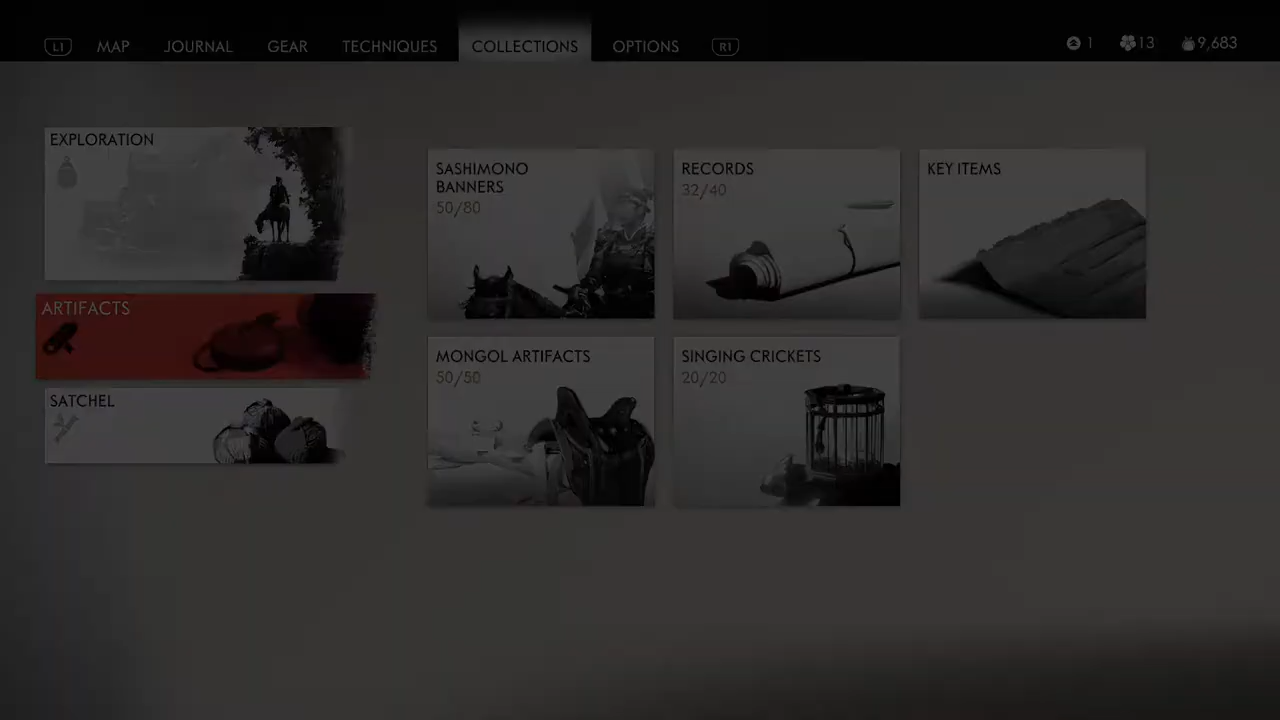 L1 MAP JOURNAL GEAR TECHNIQUES COLLECTIONS OPTIONS R1 1 13 9,683
EXPLORATION
ARTIFACTS
SATCHEL
SASHIMONO
BANNERS
50/80
RECORDS
32/40
KEY ITEMS
MONGOL ARTIFACTS
50/50
SINGING CRICKETS
20/20